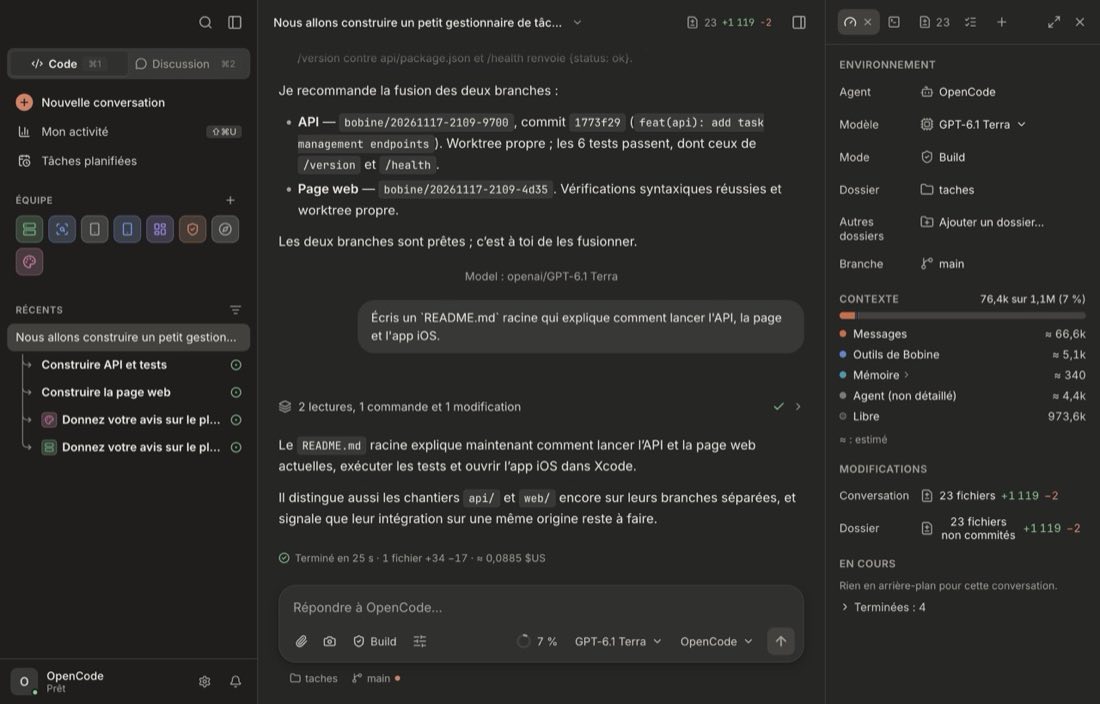 Code ⌘1
Discussion ⌘2
Nouvelle conversation
Mon activité ⇧⌘U
Tâches planifiées
ÉQUIPE
RÉCENTS
Nous allons construire un petit gestion...
Construire API et tests
Construire la page web
Donnez votre avis sur le pl...
Donnez votre avis sur le pl...
O
OpenCode
Prêt
Nous allons construire un petit gestionnaire de tâc...
23 +1 119 −2
/version contre api/package.json et /health renvoie {status: ok}.
Je recommande la fusion des deux branches :
• API — bobine/20261117-2109-9700, commit 1773f29 ( feat(api): add task
management endpoints ). Worktree propre ; les 6 tests passent, dont ceux de
/version et /health.
• Page web — bobine/20261117-2109-4d35. Vérifications syntaxiques réussies et
worktree propre.
Les deux branches sont prêtes ; c'est à toi de les fusionner.
Model : openai/GPT-6.1 Terra
Écris un `README.md` racine qui explique comment lancer l'API, la page
et l'app iOS.
2 lectures, 1 commande et 1 modification
Le README.md racine explique maintenant comment lancer l'API et la page web
actuelles, exécuter les tests et ouvrir l'app iOS dans Xcode.
Il distingue aussi les chantiers api/ et web/ encore sur leurs branches séparées, et
signale que leur intégration sur une même origine reste à faire.
Terminé en 25 s · 1 fichier +34 −17 · ≈ 0,0885 $US
Répondre à OpenCode...
Build
7 %
GPT-6.1 Terra
OpenCode
taches
main
23
ENVIRONNEMENT
Agent OpenCode
Modèle GPT-6.1 Terra
Mode Build
Dossier taches
Autres dossiers Ajouter un dossier...
Branche main
CONTEXTE 76,4k sur 1,1M (7 %)
Messages ≈ 66,6k
Outils de Bobine ≈ 5,1k
Mémoire ≈ 340
Agent (non détaillé) ≈ 4,4k
Libre 973,6k
≈ : estimé
MODIFICATIONS
Conversation 23 fichiers +1 119 −2
Dossier 23 fichiers non commités +1 119 −2
EN COURS
Rien en arrière-plan pour cette conversation.
Terminées : 4